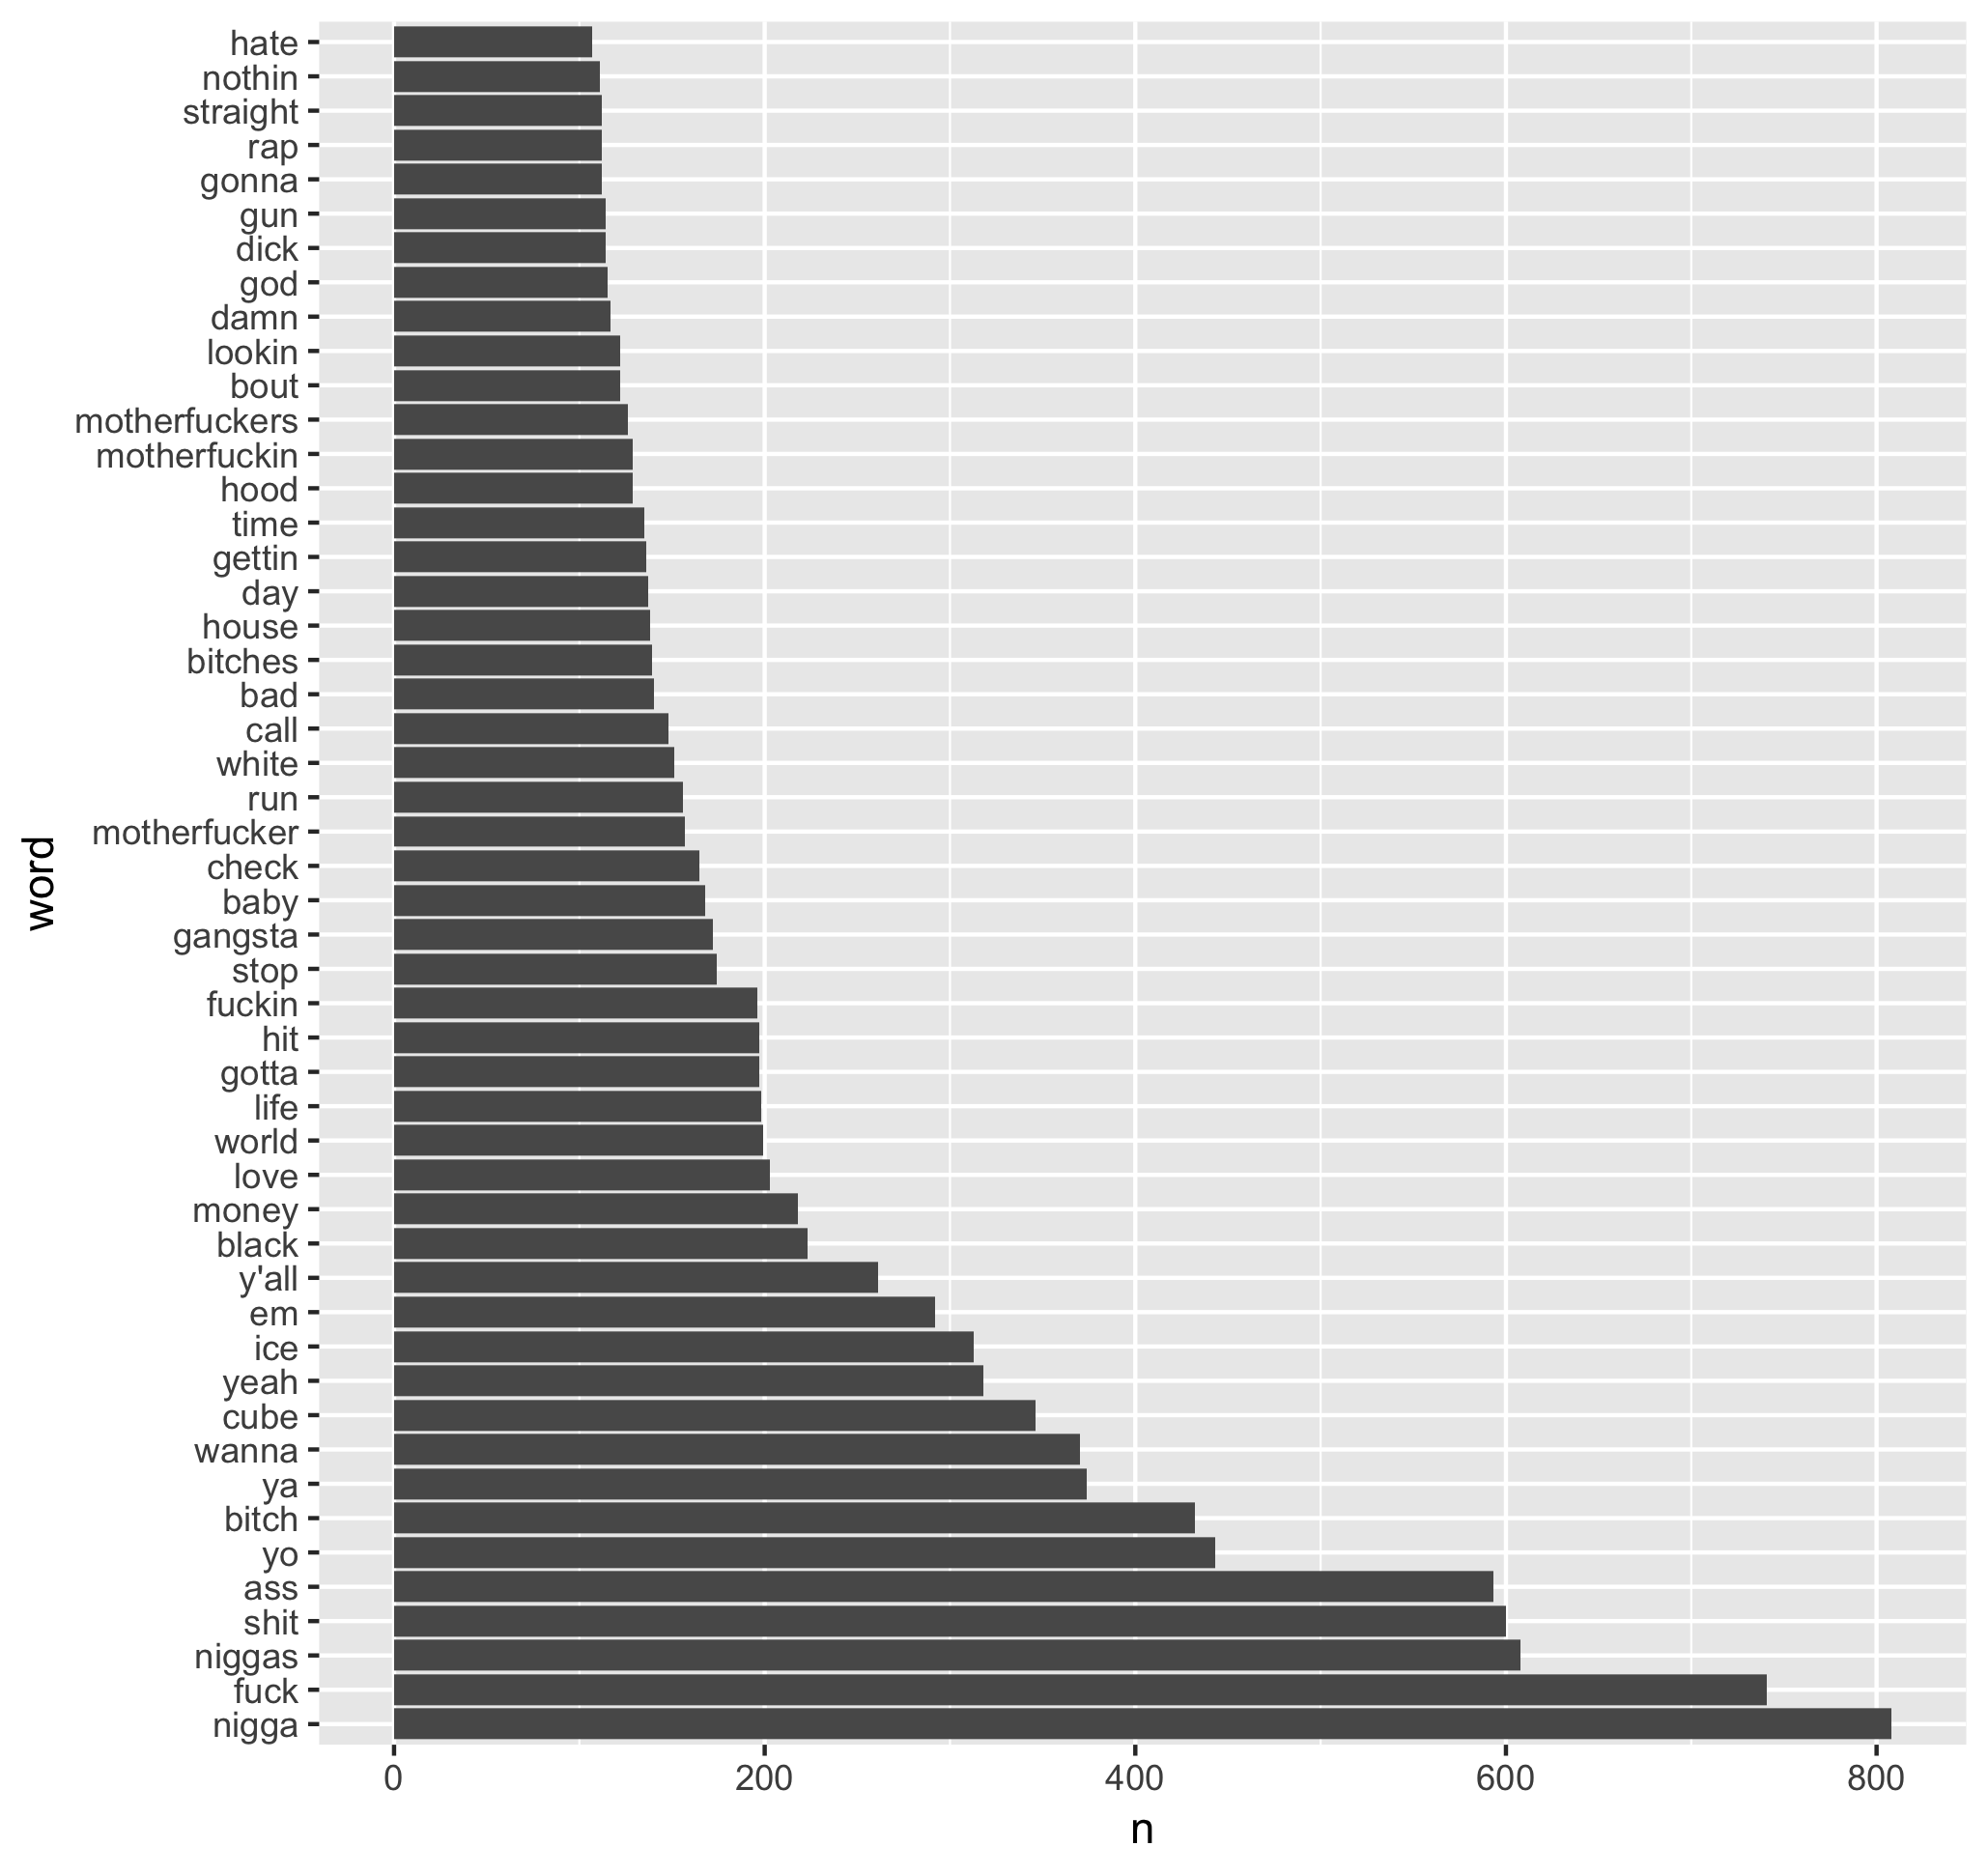 hate
nothin
straight
rap
gonna
gun
dick
god
damn
lookin
bout
motherfuckers
motherfuckin
hood
time
gettin
day
house
bitches
bad
call
white
run
motherfucker
check
baby
gangsta
stop
fuckin
hit
gotta
life
world
love
money
black
y'all
em
ice
yeah
cube
wanna
ya
bitch
yo
ass
shit
niggas
fuck
nigga
word
0 200 400 600 800
n